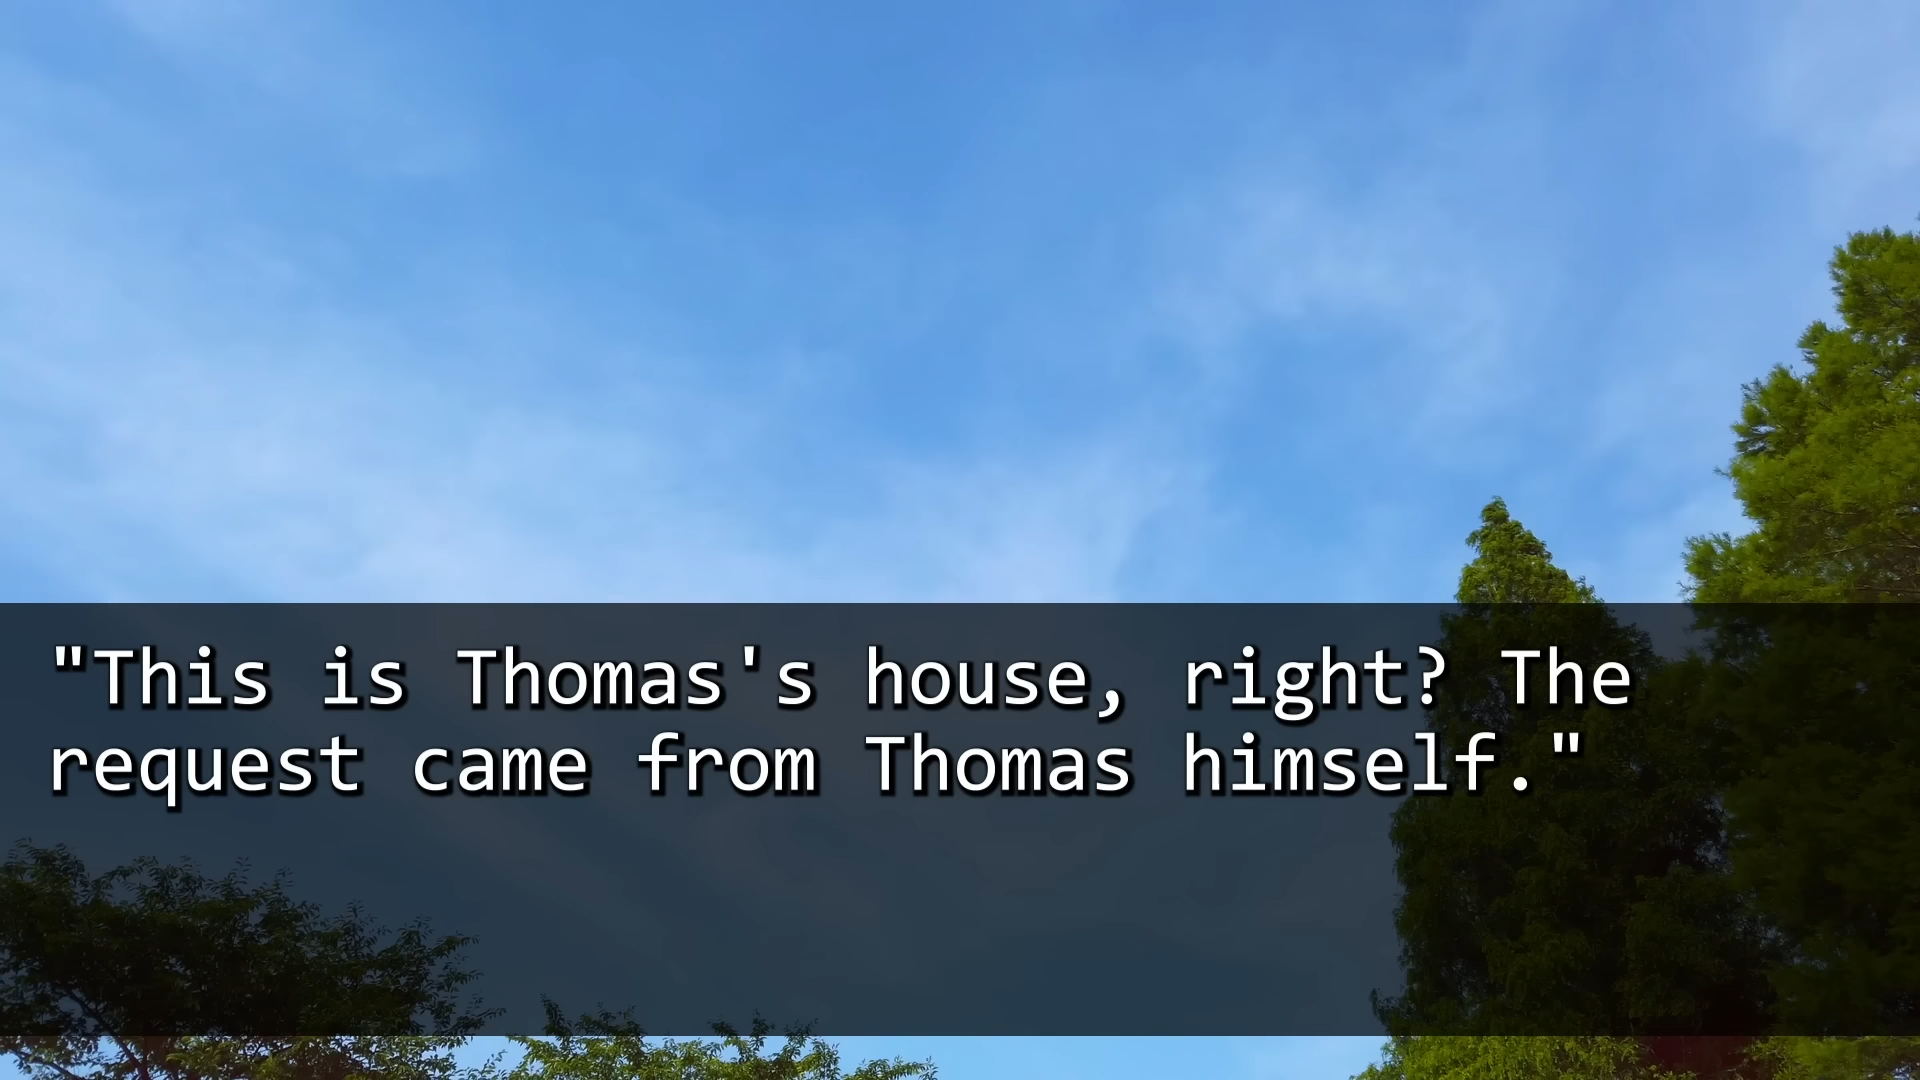 "This is Thomas's house, right? The
request came from Thomas himself."